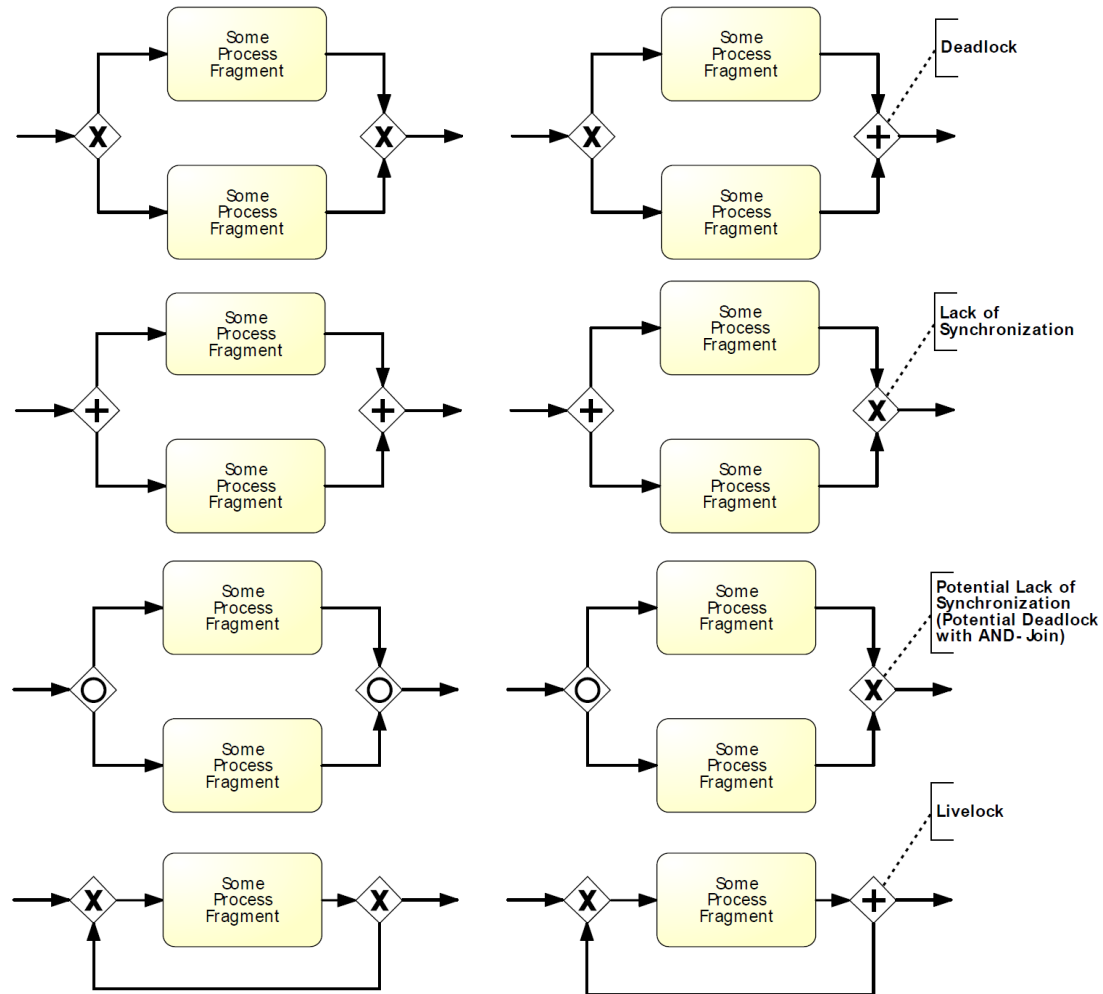 Some
Process
Fragment
Some
Process
Fragment
Deadlock
Some
Process
Fragment
Some
Process
Fragment
Some
Process
Fragment
Some
Process
Fragment
Lack of
Synchronization
Some
Process
Fragment
Some
Process
Fragment
Some
Process
Fragment
Some
Process
Fragment
Potential Lack of
Synchronization
(Potential Deadlock
with AND- Join)
Some
Process
Fragment
Some
Process
Fragment
Livelock
Some
Process
Fragment
Some
Process
Fragment